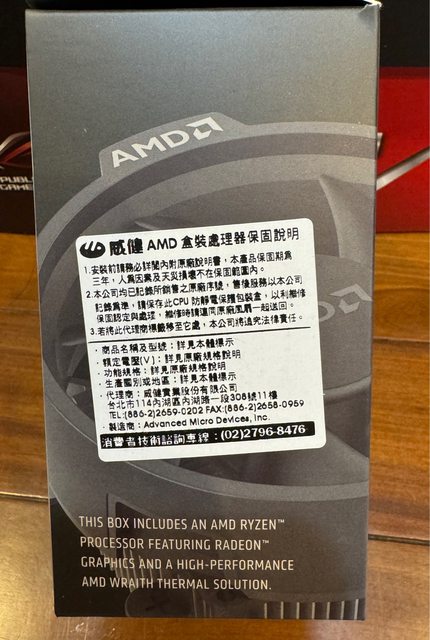 AMD
威健 AMD 盒裝處理器保固說明
1.安裝前請務必詳閱內附原廠說明書，本產品保固期為
三年，人為因素及天災損壞不在保固範圍內。
2.本公司均已記錄所銷售之原廠序號，售後服務以本公司
記錄為準，請保存此CPU 防靜電保護包裝盒，以利維修
保固認定與處理，維修時請連同原廠風扇一起送回。
3.若將此代理商標籤移至它處，本公司將追究法律責任。
．商品名稱及型號：詳見本體標示
．額定電壓(V)：詳見原廠規格說明
．功能規格：詳見原廠規格說明
．生產國別或地區：詳見本體標示
．代理商：威健實業股份有限公司
台北市114內湖區內湖路一段308號11樓
TEL:(886-2)2659-0202 FAX:(886-2)2658-0959
．製造商：Advanced Micro Devices, Inc.
消費者技術諮詢專線：(02)2796-8476
THIS BOX INCLUDES AN AMD RYZEN™
PROCESSOR FEATURING RADEON™
GRAPHICS AND A HIGH-PERFORMANCE
AMD WRAITH THERMAL SOLUTION.